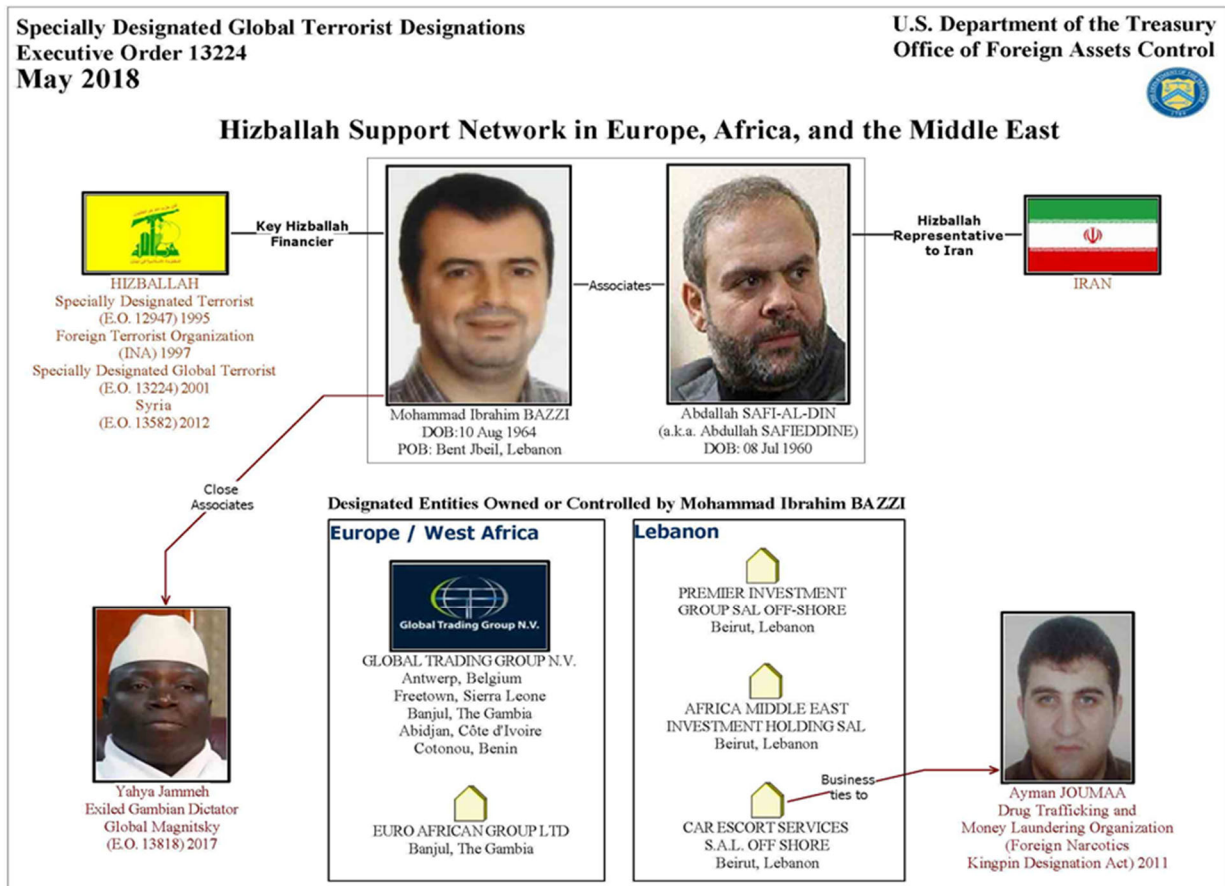 Specially Designated Global Terrorist Designations
Executive Order 13224
May 2018
U.S. Department of the Treasury
Office of Foreign Assets Control
Hizballah Support Network in Europe, Africa, and the Middle East
Key Hizballah
Financier
Associates
Hizballah
Representative
to Iran
HIZBALLAH
Specially Designated Terrorist
(E.O. 12947) 1995
Foreign Terrorist Organization
(INA) 1997
Specially Designated Global Terrorist
(E.O. 13224) 2001
Syria
(E.O. 13582) 2012
IRAN
Mohammad Ibrahim BAZZI
DOB:10 Aug 1964
POB: Bent Jbeil, Lebanon
Abdallah SAFI-AL-DIN
(a.k.a. Abdullah SAFIEDDINE)
DOB: 08 Jul 1960
Close
Associates
Designated Entities Owned or Controlled by Mohammad Ibrahim BAZZI
Europe / West Africa
Global Trading Group N.V.
GLOBAL TRADING GROUP N.V.
Antwerp, Belgium
Freetown, Sierra Leone
Banjul, The Gambia
Abidjan, Côte d'Ivoire
Cotonou, Benin
EURO AFRICAN GROUP LTD
Banjul, The Gambia
Lebanon
PREMIER INVESTMENT
GROUP SAL OFF-SHORE
Beirut, Lebanon
AFRICA MIDDLE EAST
INVESTMENT HOLDING SAL
Beirut, Lebanon
CAR ESCORT SERVICES
S.A.L. OFF SHORE
Beirut, Lebanon
Business
ties to
Yahya Jammeh
Exiled Gambian Dictator
Global Magnitsky
(E.O. 13818) 2017
Ayman JOUMAA
Drug Trafficking and
Money Laundering Organization
(Foreign Narcotics
Kingpin Designation Act) 2011